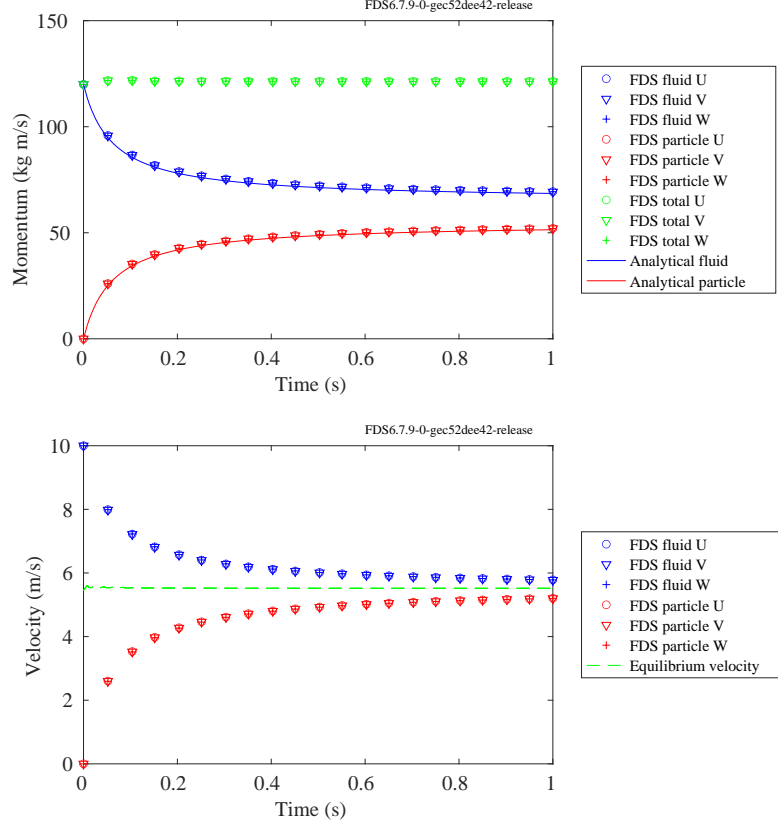 FDS6.7.9-0-gec52dee42-release
150
100
50
0
Momentum (kg m/s)
0 0.2 0.4 0.6 0.8 1
Time (s)
FDS fluid U
FDS fluid V
FDS fluid W
FDS particle U
FDS particle V
FDS particle W
FDS total U
FDS total V
FDS total W
Analytical fluid
Analytical particle
FDS6.7.9-0-gec52dee42-release
10
8
6
4
2
0
Velocity (m/s)
0 0.2 0.4 0.6 0.8 1
Time (s)
FDS fluid U
FDS fluid V
FDS fluid W
FDS particle U
FDS particle V
FDS particle W
Equilibrium velocity